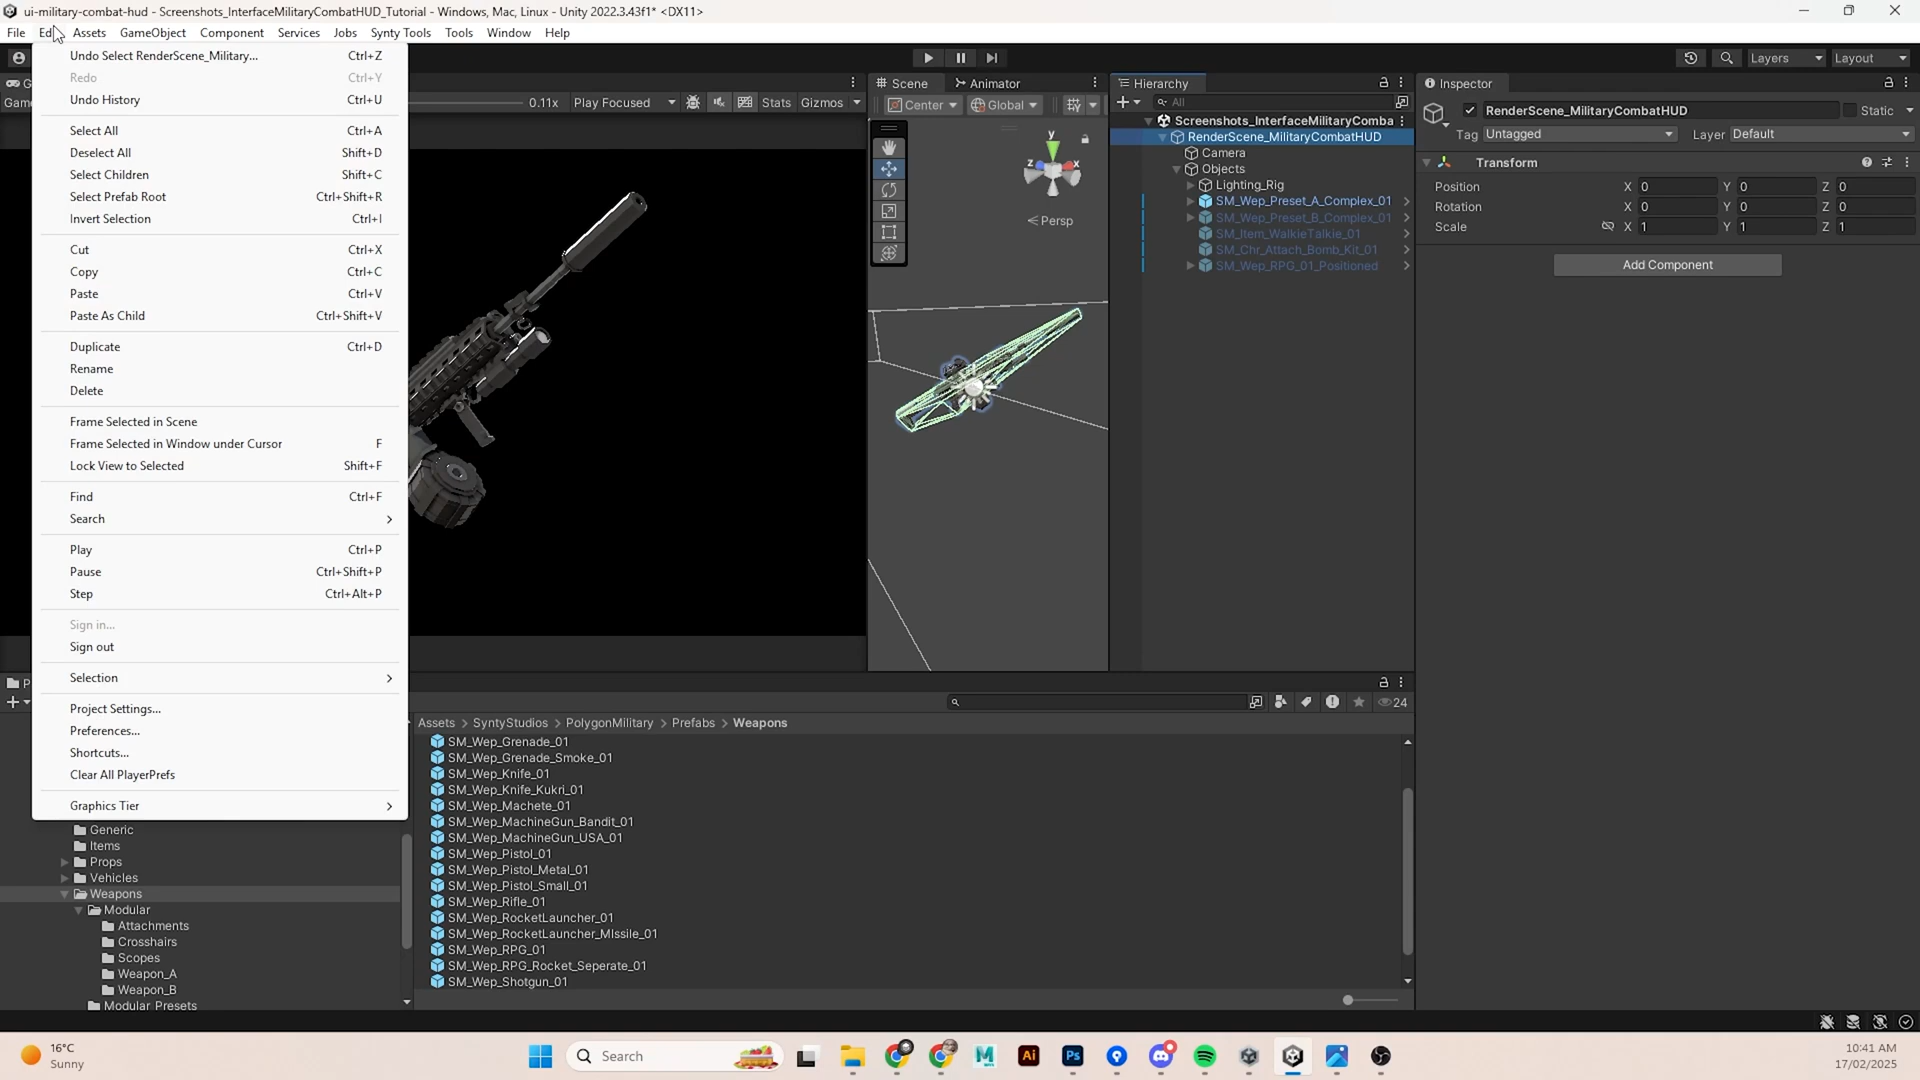 ui-military-combat-hud - Screenshots_InterfaceMilitaryCombatHUD_Tutorial - Windows, Mac, Linux - Unity 2022.3.43f1* <DX11>
File Assets GameObject Component Services Jobs Synty Tools Tools Window Help
Layers Layout
Scene Animator Hierarchy Inspector
0.11x Play Focused Stats Gizmos
Center Global All
RenderScene_MilitaryCombatHUD Static
Tag Untagged Layer Default
Transform
Position X 0 Y 0 Z 0
Rotation X 0 Y 0 Z 0
Scale X 1 Y 1 Z 1
Add Component
Undo Select RenderScene_Military... Ctrl+Z
Redo Ctrl+Y
Undo History Ctrl+U
Select All Ctrl+A
Deselect All Shift+D
Select Children Shift+C
Select Prefab Root Ctrl+Shift+R
Invert Selection Ctrl+I
Cut Ctrl+X
Copy Ctrl+C
Paste Ctrl+V
Paste As Child Ctrl+Shift+V
Duplicate Ctrl+D
Rename
Delete
Frame Selected in Scene
Frame Selected in Window under Cursor F
Lock View to Selected Shift+F
Find Ctrl+F
Search
Play Ctrl+P
Pause Ctrl+Shift+P
Step Ctrl+Alt+P
Sign in...
Sign out
Selection
Project Settings...
Preferences...
Shortcuts...
Clear All PlayerPrefs
Graphics Tier
y
z x
Persp
Screenshots_InterfaceMilitaryComba
RenderScene_MilitaryCombatHUD
Camera
Objects
Lighting_Rig
SM_Wep_Preset_A_Complex_01
SM_Wep_Preset_B_Complex_01
SM_Item_WalkieTalkie_01
SM_Chr_Attach_Bomb_Kit_01
SM_Wep_RPG_01_Positioned
24
Assets > SyntyStudios > PolygonMilitary > Prefabs > Weapons
SM_Wep_Grenade_01
SM_Wep_Grenade_Smoke_01
SM_Wep_Knife_01
SM_Wep_Knife_Kukri_01
SM_Wep_Machete_01
SM_Wep_MachineGun_Bandit_01
SM_Wep_MachineGun_USA_01
SM_Wep_Pistol_01
SM_Wep_Pistol_Metal_01
SM_Wep_Pistol_Small_01
SM_Wep_Rifle_01
SM_Wep_RocketLauncher_01
SM_Wep_RocketLauncher_MIssile_01
SM_Wep_RPG_01
SM_Wep_RPG_Rocket_Seperate_01
SM_Wep_Shotgun_01
Generic
Items
Props
Vehicles
Weapons
Modular
Attachments
Crosshairs
Scopes
Weapon_A
Weapon_B
Modular_Presets
16°C
Sunny
Search
Ai
Ps
10:41 AM
17/02/2025